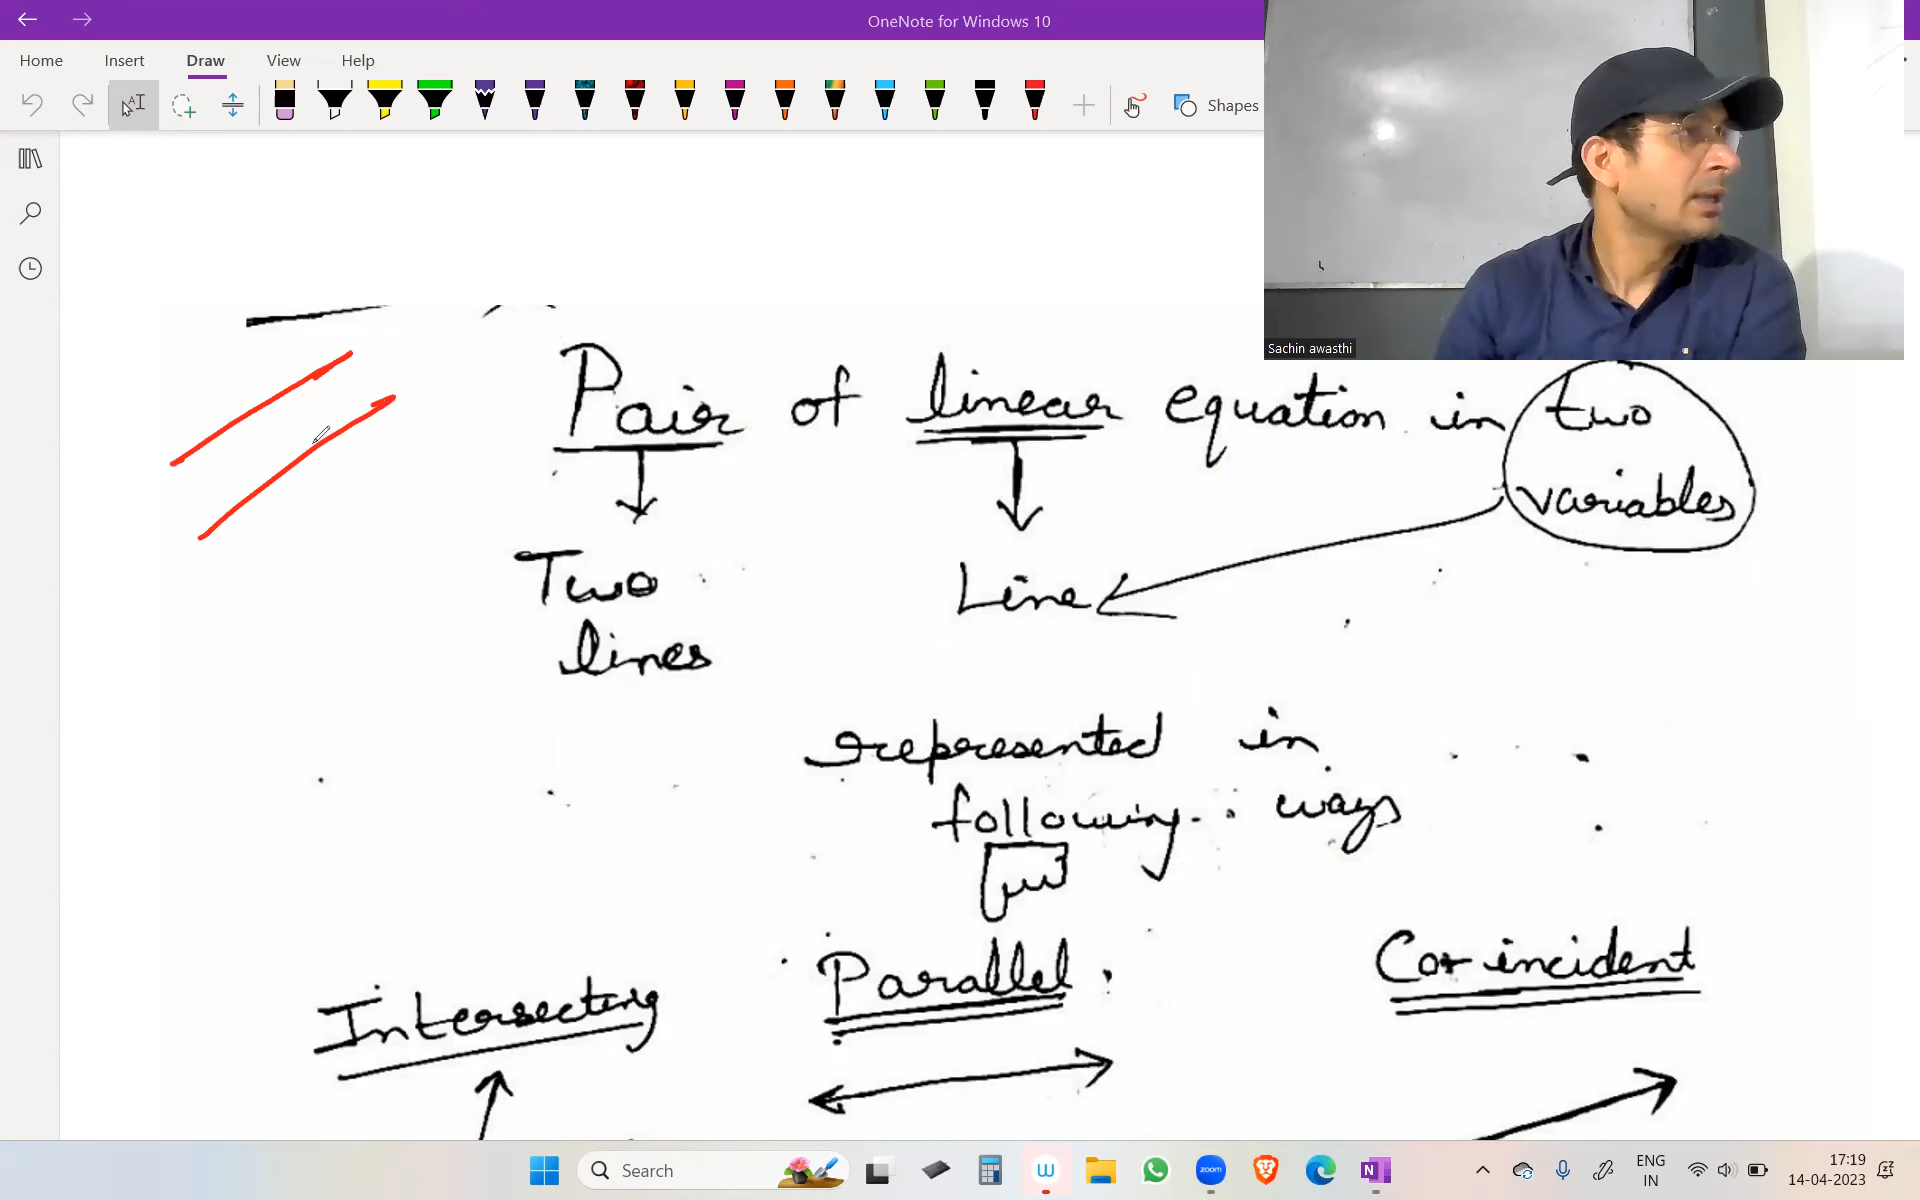 OneNote for Windows 10
Home Insert Draw View Help
Shapes
Sachin awasthi
Pair of linear equation in two
variables
Two
lines
Line
represented in
following ways
Intersecting
Parallel
Coincident
Search
W
zoom
N
ENG
IN
17:19
14-04-2023